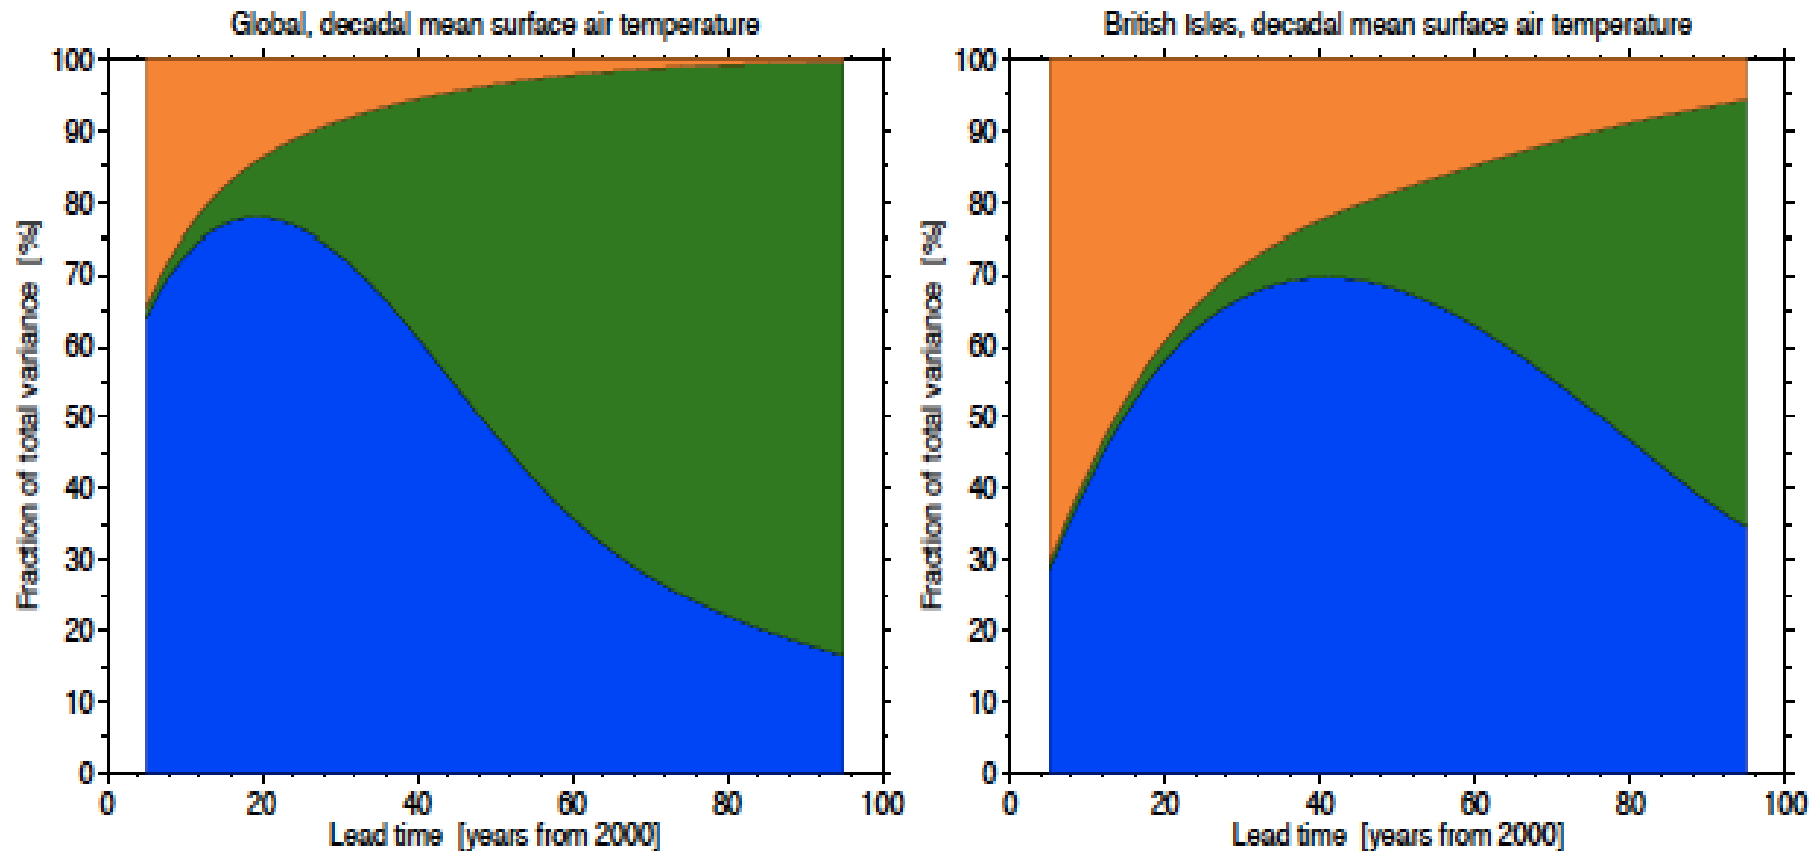 Global, decadal mean surface air temperature
Fraction of total variance [%]
100
90
80
70
60
50
40
30
20
10
0
0 20 40 60 80 100
Lead time [years from 2000]
British Isles, decadal mean surface air temperature
Fraction of total variance [%]
100
90
80
70
60
50
40
30
20
10
0
0 20 40 60 80 100
Lead time [years from 2000]